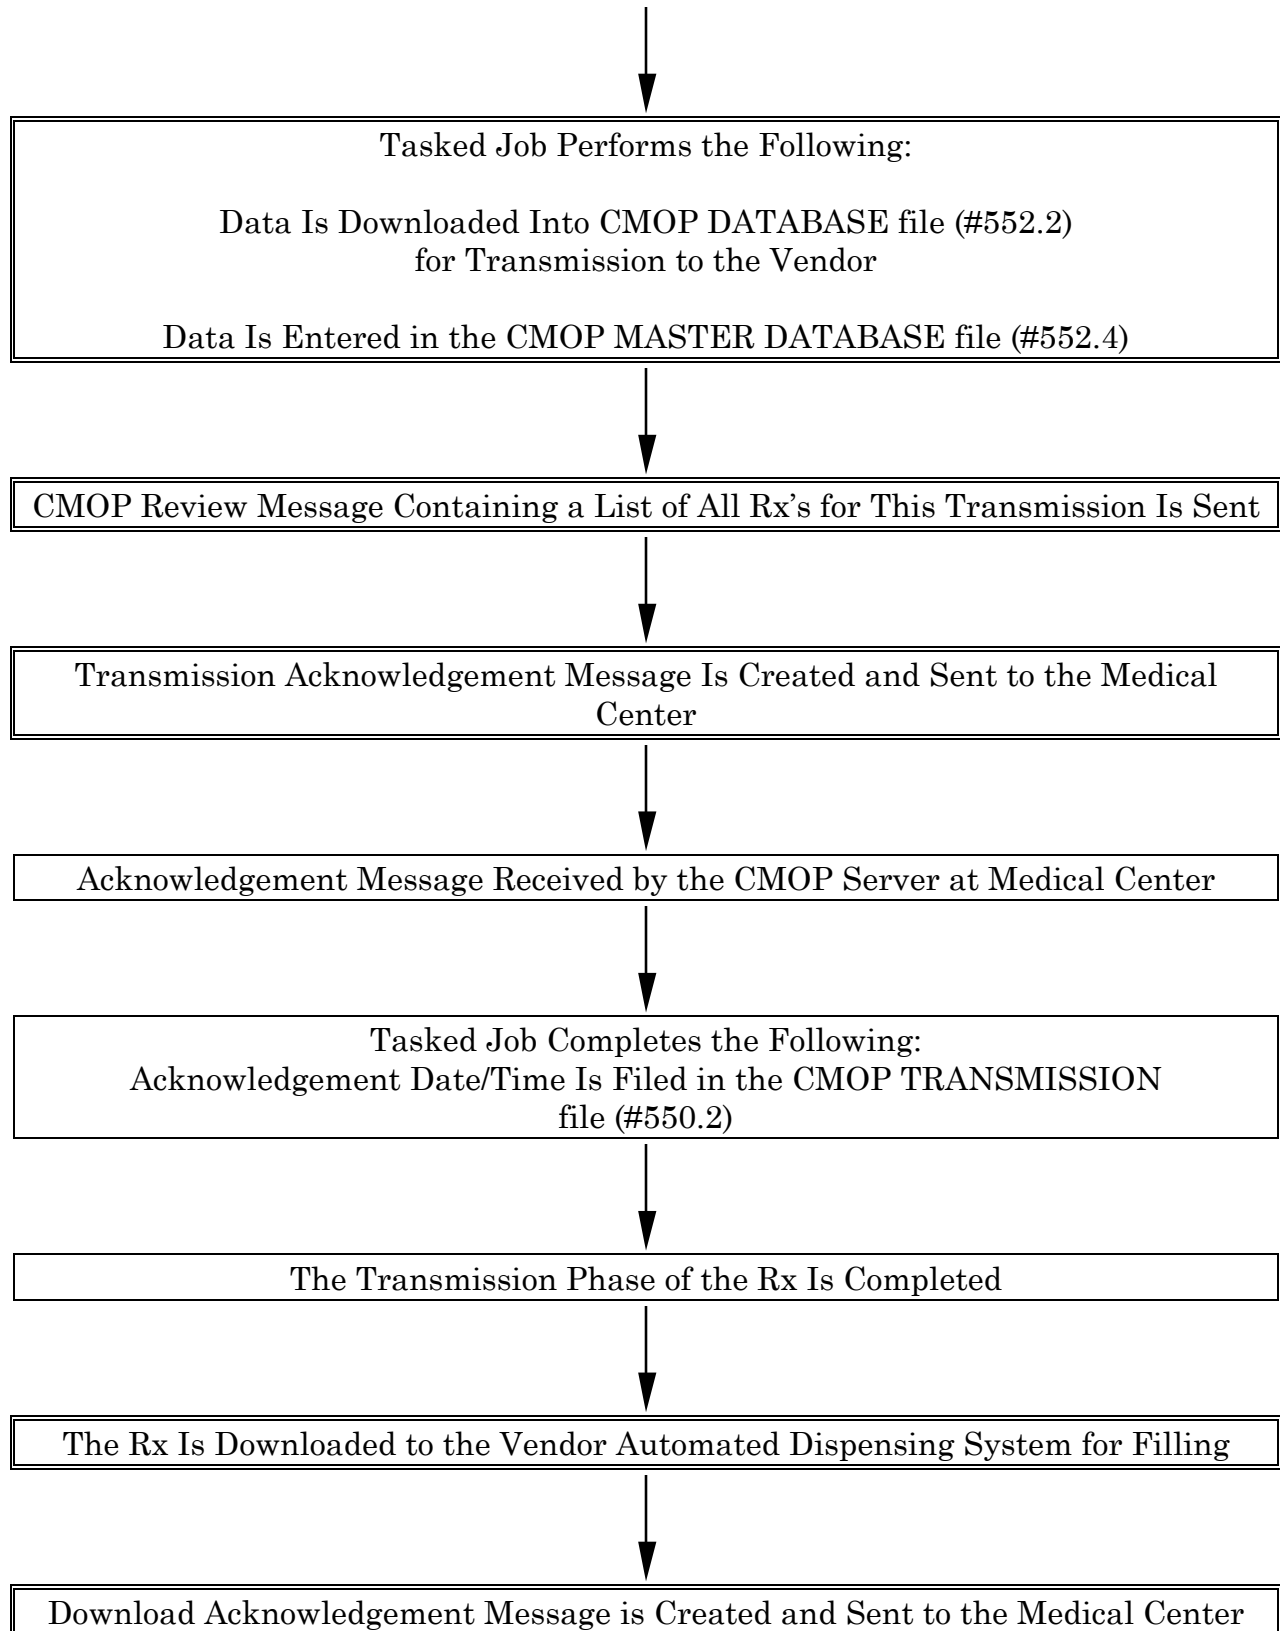 Tasked Job Performs the Following:
Data Is Downloaded Into CMOP DATABASE file (#552.2)
for Transmission to the Vendor
Data Is Entered in the CMOP MASTER DATABASE file (#552.4)
CMOP Review Message Containing a List of All Rx's for This Transmission Is Sent
Transmission Acknowledgement Message Is Created and Sent to the Medical
Center
Acknowledgement Message Received by the CMOP Server at Medical Center
Tasked Job Completes the Following:
Acknowledgement Date/Time Is Filed in the CMOP TRANSMISSION
file (#550.2)
The Transmission Phase of the Rx Is Completed
The Rx Is Downloaded to the Vendor Automated Dispensing System for Filling
Download Acknowledgement Message is Created and Sent to the Medical Center